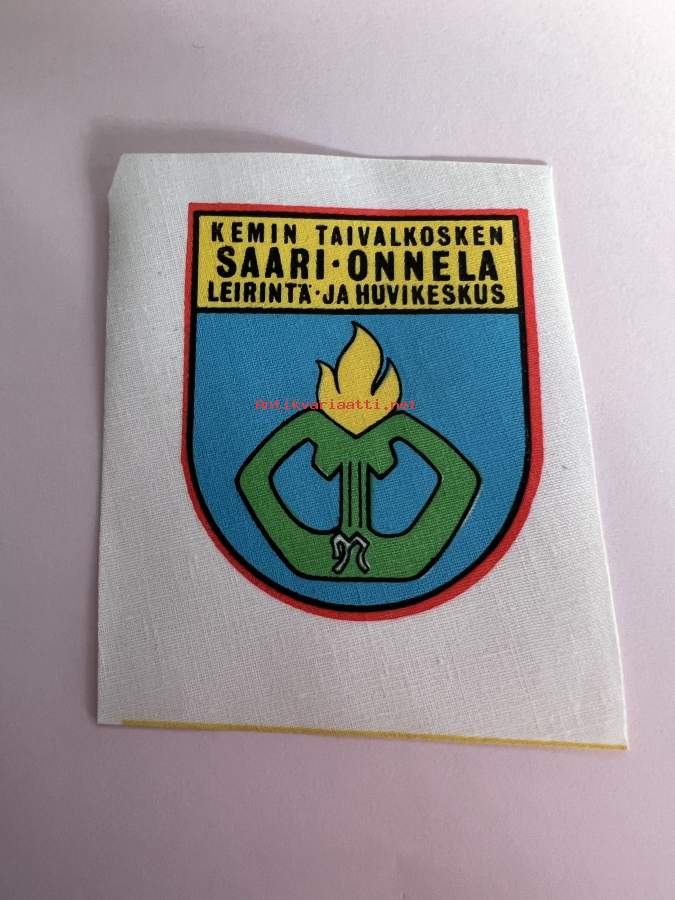 KEMIN TAIVALKOSKEN
SAARI·ONNELA
LEIRINTÄ·JA HUVIKESKUS
Antikvariaatti.net